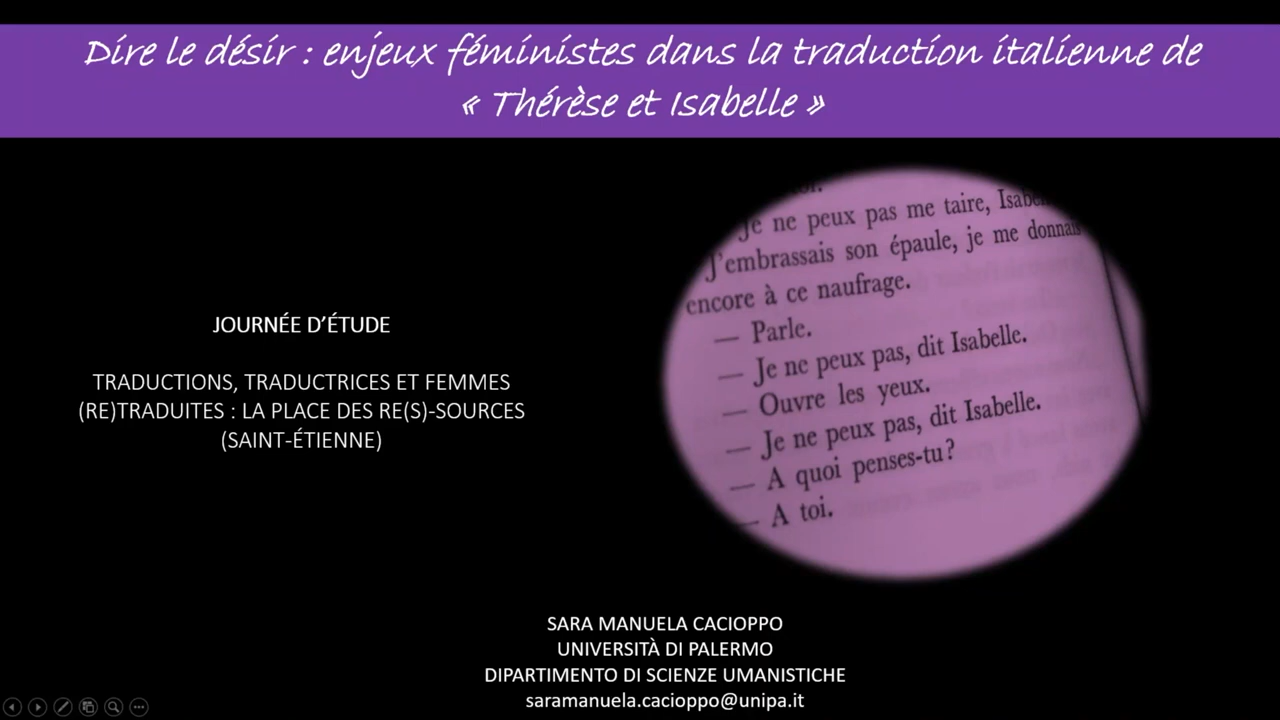 Dire le désir : enjeux féministes dans la traduction italienne de
« Thérèse et Isabelle »
JOURNÉE D'ÉTUDE
TRADUCTIONS, TRADUCTRICES ET FEMMES
(RE)TRADUITES : LA PLACE DES RE(S)-SOURCES
(SAINT-ÉTIENNE)
Je ne peux pas me taire,
J'embrassais son épaule, je me donnais
encore à ce naufrage.
— Parle.
— Je ne peux pas, dit Isabelle.
— Ouvre les yeux.
— Je ne peux pas, dit Isabelle.
— A quoi penses-tu ?
— A toi.
SARA MANUELA CACIOPPO
UNIVERSITÀ DI PALERMO
DIPARTIMENTO DI SCIENZE UMANISTICHE
saramanuela.cacioppo@unipa.it